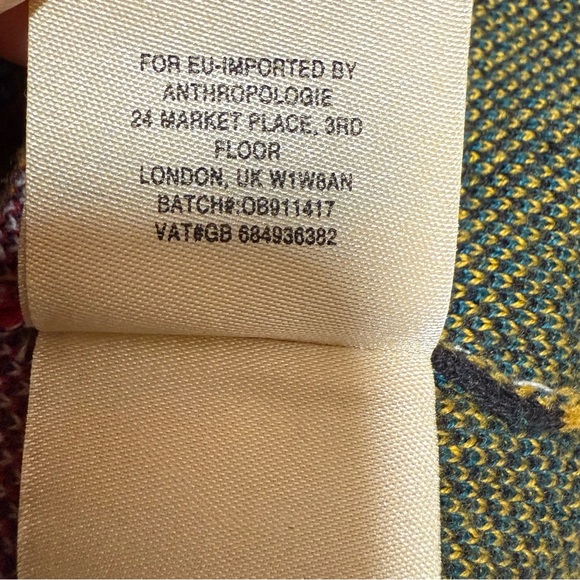 FOR EU-IMPORTED BY
ANTHROPOLOGIE
24 MARKET PLACE, 3RD
FLOOR
LONDON, UK W1W8AN
BATCH#:OB911417
VAT#GB 684936382